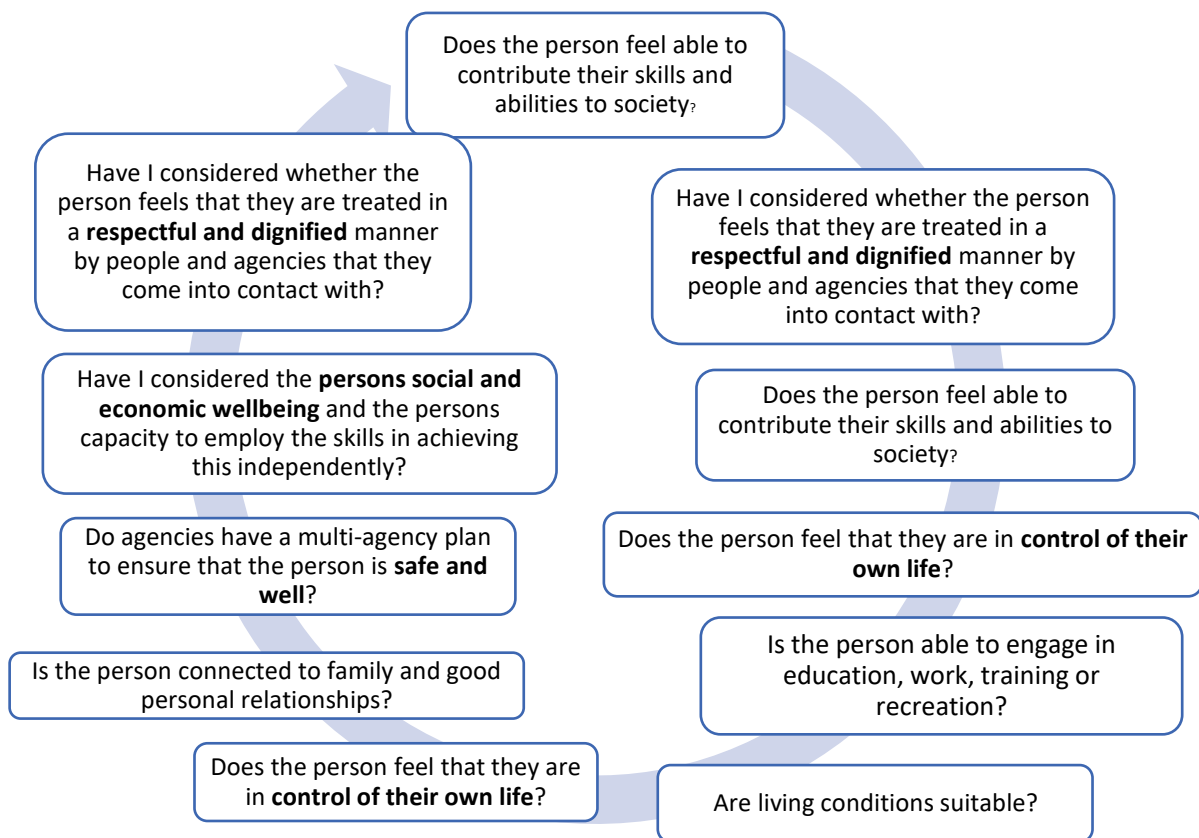 Does the person feel able to
contribute their skills and
abilities to society?
Have I considered whether the person
feels that they are treated in a
respectful and dignified manner by
people and agencies that they come
into contact with?
Does the person feel able to
contribute their skills and abilities to
society?
Does the person feel that they are in control of their
own life?
Is the person able to engage in
education, work, training or
recreation?
Are living conditions suitable?
Does the person feel that they are
in control of their own life?
Is the person connected to family and good
personal relationships?
Do agencies have a multi-agency plan
to ensure that the person is safe and
well?
Have I considered the persons social and
economic wellbeing and the persons
capacity to employ the skills in achieving
this independently?
Have I considered whether the
person feels that they are treated in
a respectful and dignified manner
by people and agencies that they
come into contact with?